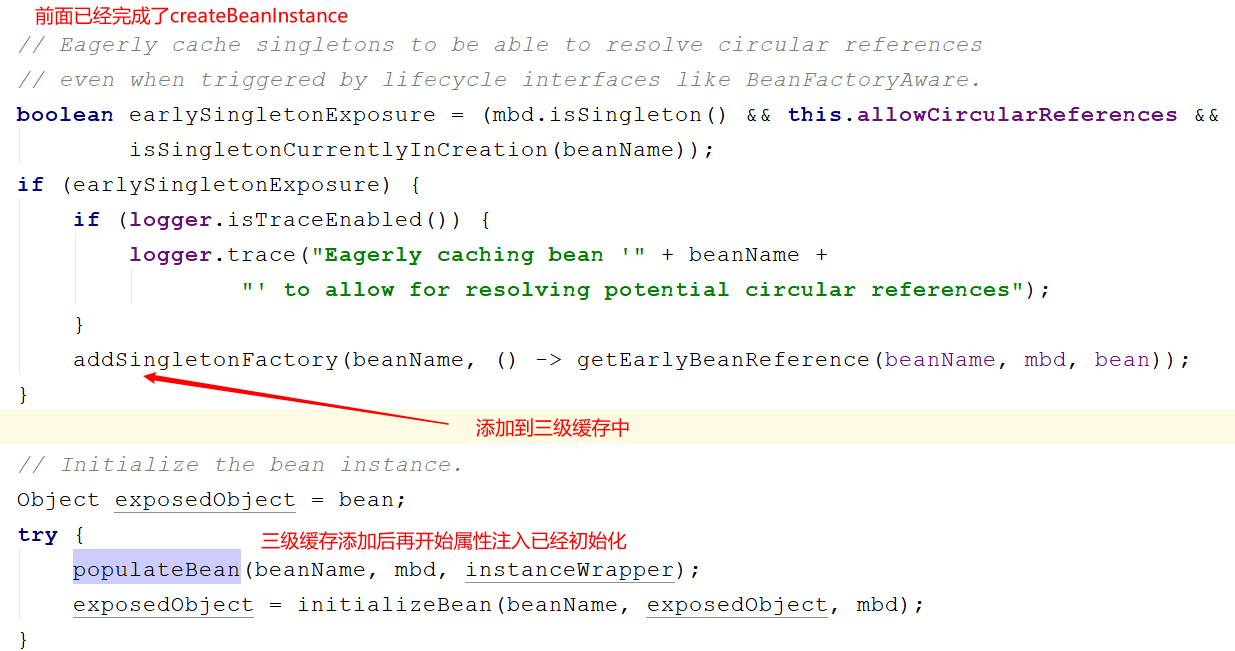 前面已经完成了createBeanInstance
// Eagerly cache singletons to be able to resolve circular references
// even when triggered by lifecycle interfaces like BeanFactoryAware.
boolean earlySingletonExposure = (mbd.isSingleton() && this.allowCircularReferences &&
isSingletonCurrentlyInCreation(beanName));
if (earlySingletonExposure) {
if (logger.isTraceEnabled()) {
logger.trace("Eagerly caching bean '" + beanName +
"' to allow for resolving potential circular references");
}
addSingletonFactory(beanName, () -> getEarlyBeanReference(beanName, mbd, bean));
}
添加到三级缓存中
// Initialize the bean instance.
Object exposedObject = bean;
try {
三级缓存添加后再开始属性注入已经初始化
populateBean(beanName, mbd, instanceWrapper);
exposedObject = initializeBean(beanName, exposedObject, mbd);
}